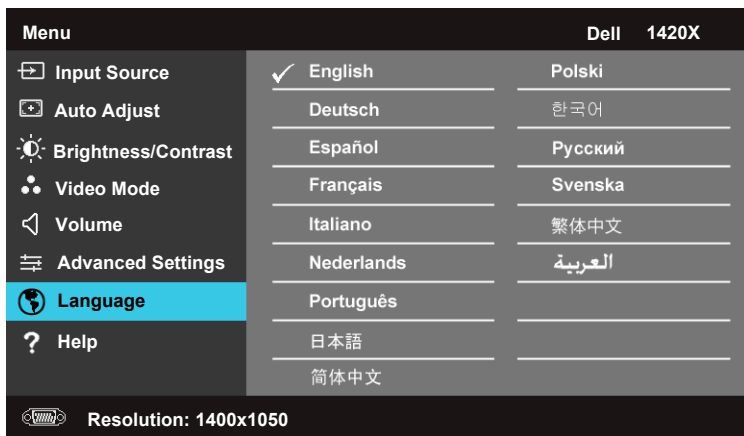 Menu
Dell 1420X
Input Source
Auto Adjust
Brightness/Contrast
Video Mode
Volume
Advanced Settings
Language
Help
English
Deutsch
Español
Français
Italiano
Nederlands
Português
日本語
简体中文
Polski
한국어
Русский
Svenska
繁体中文
العربية
Resolution: 1400x1050